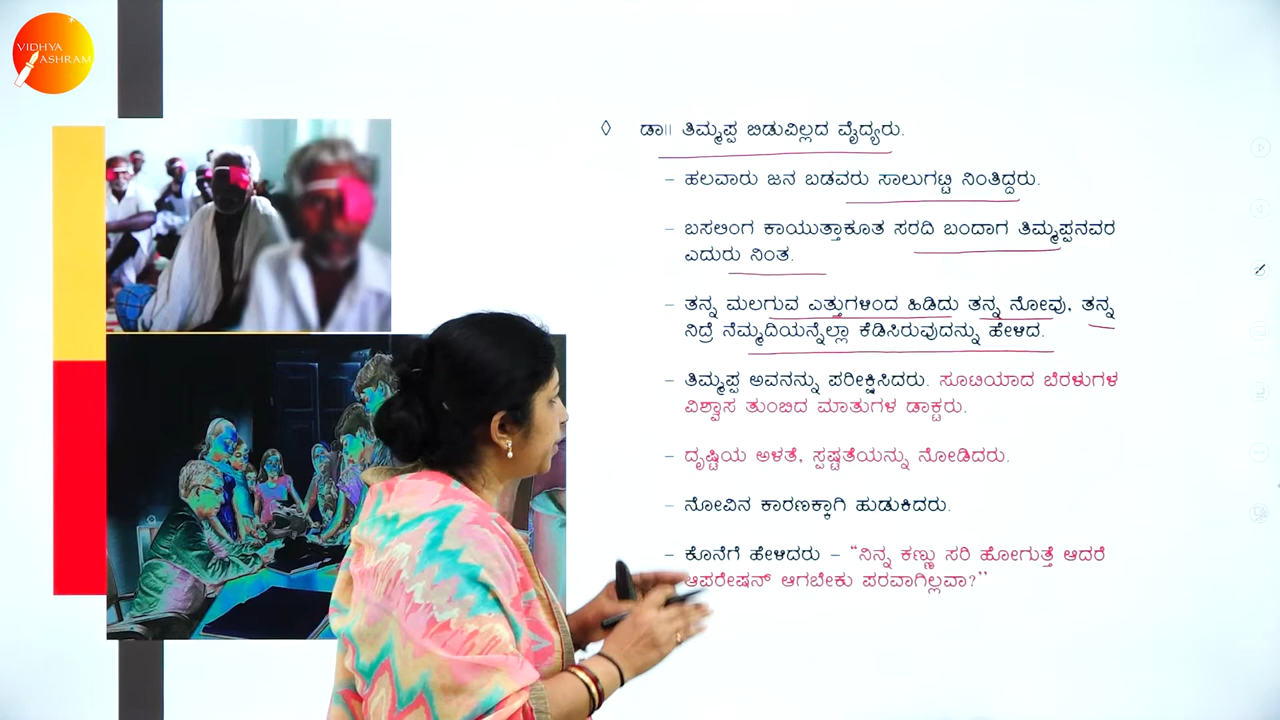 VIDHYA
ASHRAM
◊ ಡಾ|| ತಿಮ್ಮಪ್ಪ ಬಿಡುವಿಲ್ಲದ ವೈದ್ಯರು.
– ಹಲವಾರು ಜನ ಬಡವರು ಸಾಲುಗಟ್ಟಿ ನಿಂತಿದ್ದರು.
– ಬಸಲಿಂಗ ಕಾಯುತ್ತಾಕೂತ ಸರದಿ ಬಂದಾಗ ತಿಮ್ಮಪ್ಪನವರ
ಎದುರು ನಿಂತ.
– ತನ್ನ ಮಲಗುವ ಎತ್ತುಗಳಿಂದ ಹಿಡಿದು ತನ್ನ ನೋವು, ತನ್ನ
ನಿದ್ರೆ ನೆಮ್ಮದಿಯನ್ನೆಲ್ಲಾ ಕೆಡಿಸಿರುವುದನ್ನು ಹೇಳಿದ.
– ತಿಮ್ಮಪ್ಪ ಅವನನ್ನು ಪರೀಕ್ಷಿಸಿದರು. ಸೂಟಿಯಾದ ಬೆರಳುಗಳ
ವಿಶ್ವಾಸ ತುಂಬಿದ ಮಾತುಗಳ ಡಾಕ್ಟರು.
– ದೃಷ್ಟಿಯ ಅಳತೆ, ಸ್ಪಷ್ಟತೆಯನ್ನು ನೋಡಿದರು.
– ನೋವಿನ ಕಾರಣಕ್ಕಾಗಿ ಹುಡುಕಿದರು.
– ಕೊನೆಗೆ ಹೇಳಿದರು – “ನಿನ್ನ ಕಣ್ಣು ಸರಿ ಹೋಗುತ್ತೆ ಆದರೆ
ಆಪರೇಷನ್ ಆಗಬೇಕು ಪರವಾಗಿಲ್ಲವಾ?’’